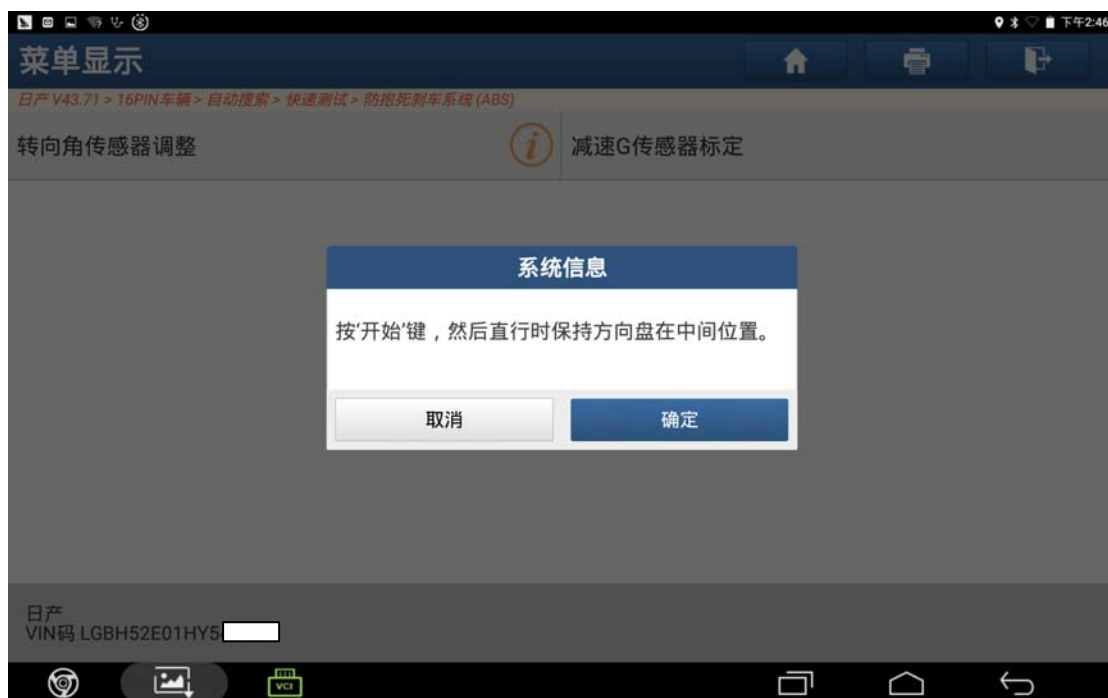 下午2:46
菜单显示
日产 V43.71 > 16PIN车辆 > 自动搜索 > 快速测试 > 防抱死刹车系统 (ABS)
转向角传感器调整
减速G传感器标定
系统信息
按'开始'键，然后直行时保持方向盘在中间位置。
取消
确定
日产
VIN码 LGBH52E01HY5
VCI